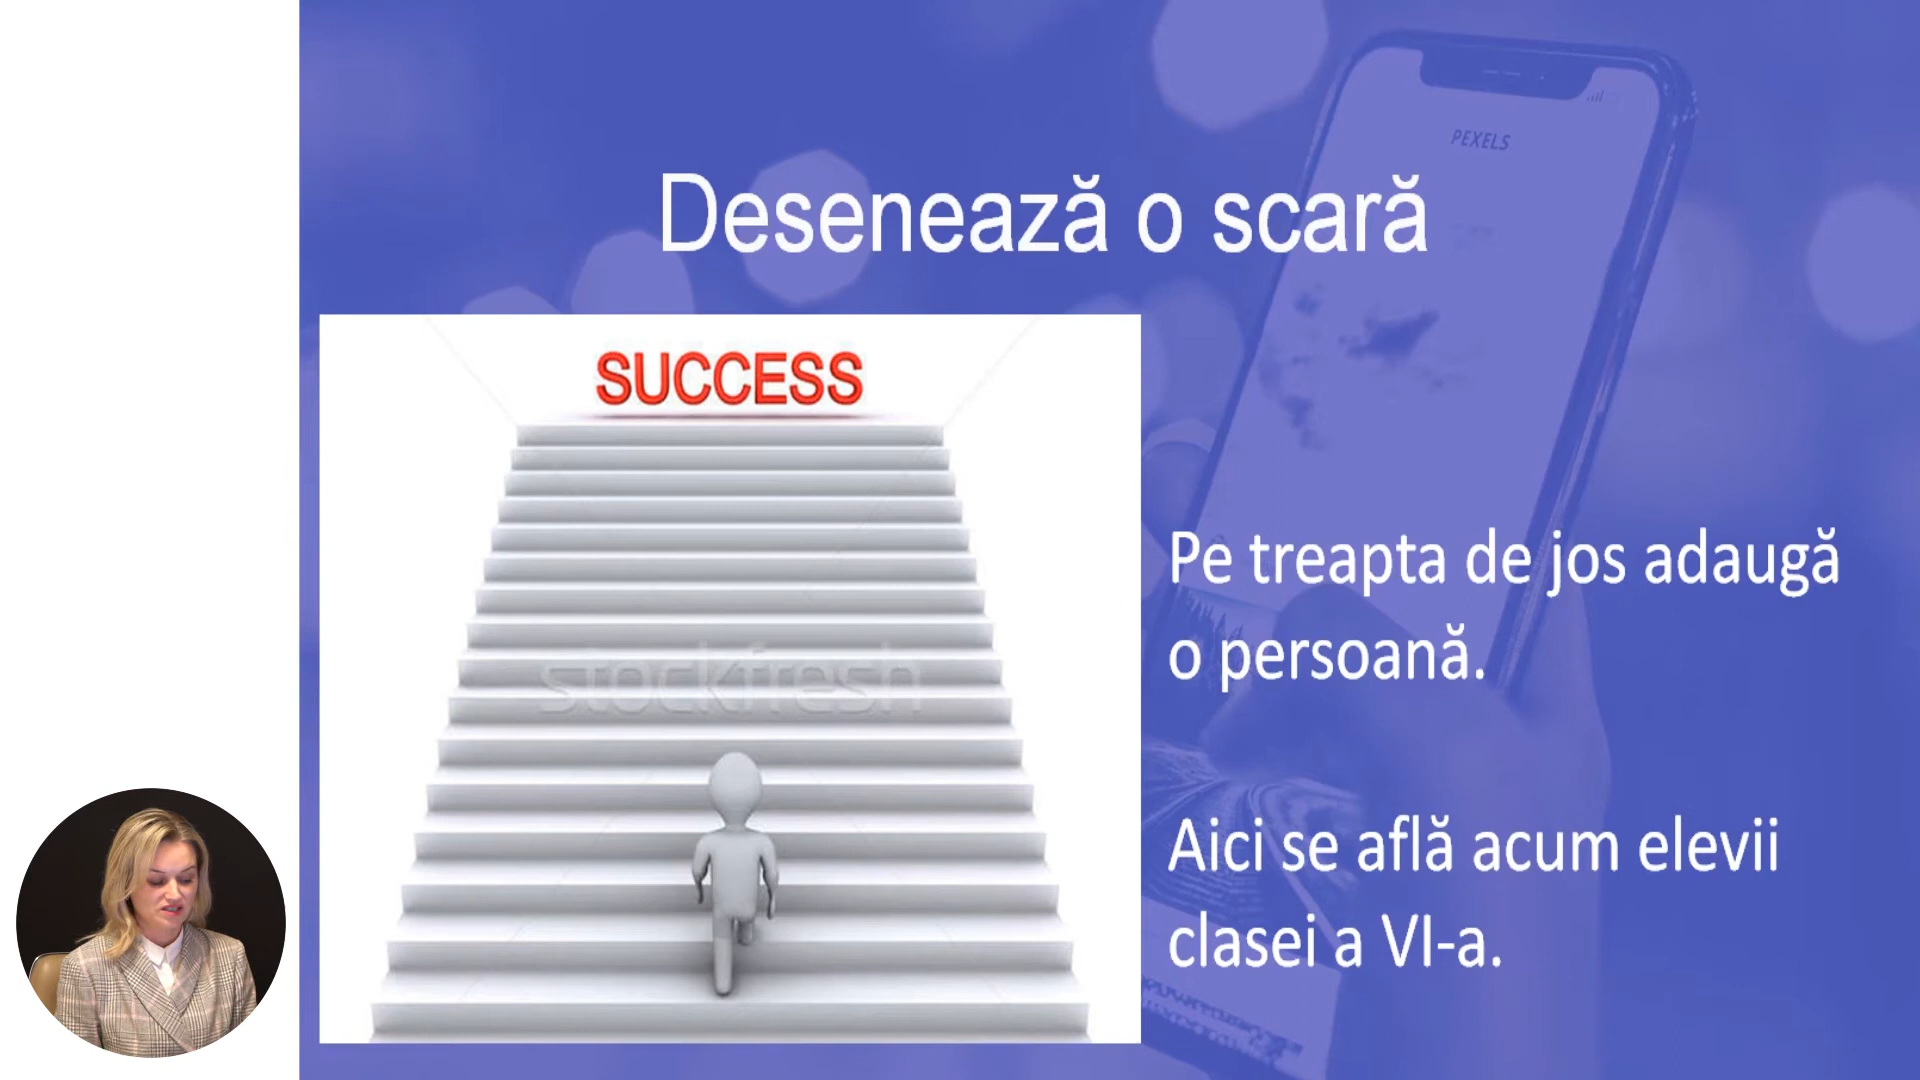 PEXELS
Desenează o scară
SUCCESS
stockfresh
Pe treapta de jos adaugă
o persoană.
Aici se află acum elevii
clasei a VI-a.